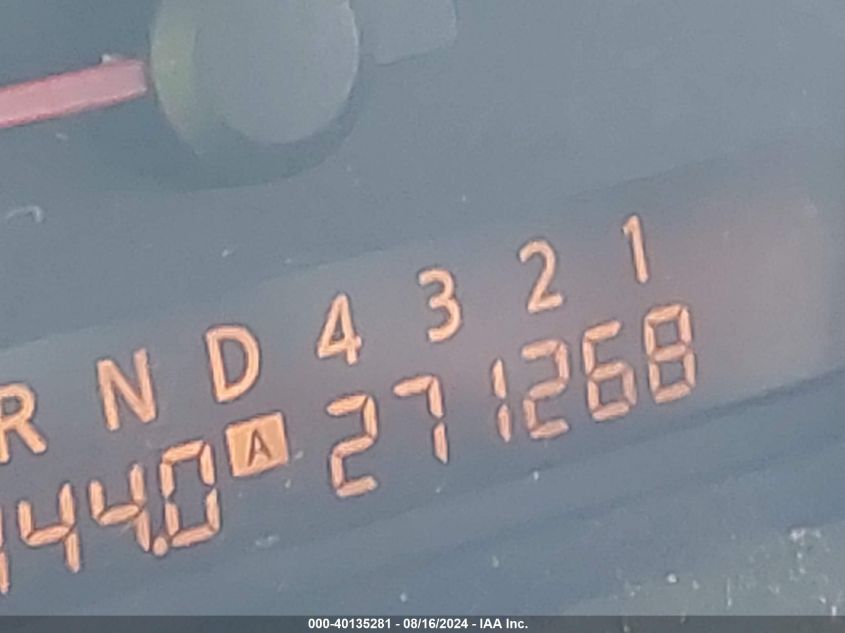 R N D 4 3 2 1
144.0 A 271268
000-40135281 - 08/16/2024 - IAA Inc.